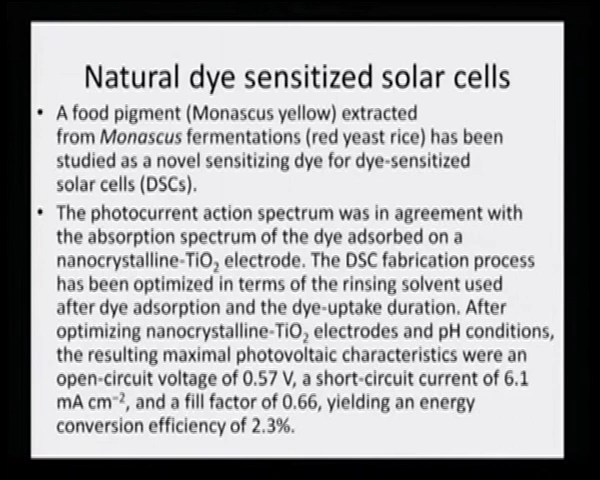 Natural dye sensitized solar cells
• A food pigment (Monascus yellow) extracted
from Monascus fermentations (red yeast rice) has been
studied as a novel sensitizing dye for dye-sensitized
solar cells (DSCs).
• The photocurrent action spectrum was in agreement with
the absorption spectrum of the dye adsorbed on a
nanocrystalline-TiO₂ electrode. The DSC fabrication process
has been optimized in terms of the rinsing solvent used
after dye adsorption and the dye-uptake duration. After
optimizing nanocrystalline-TiO₂ electrodes and pH conditions,
the resulting maximal photovoltaic characteristics were an
open-circuit voltage of 0.57 V, a short-circuit current of 6.1
mA cm⁻², and a fill factor of 0.66, yielding an energy
conversion efficiency of 2.3%.